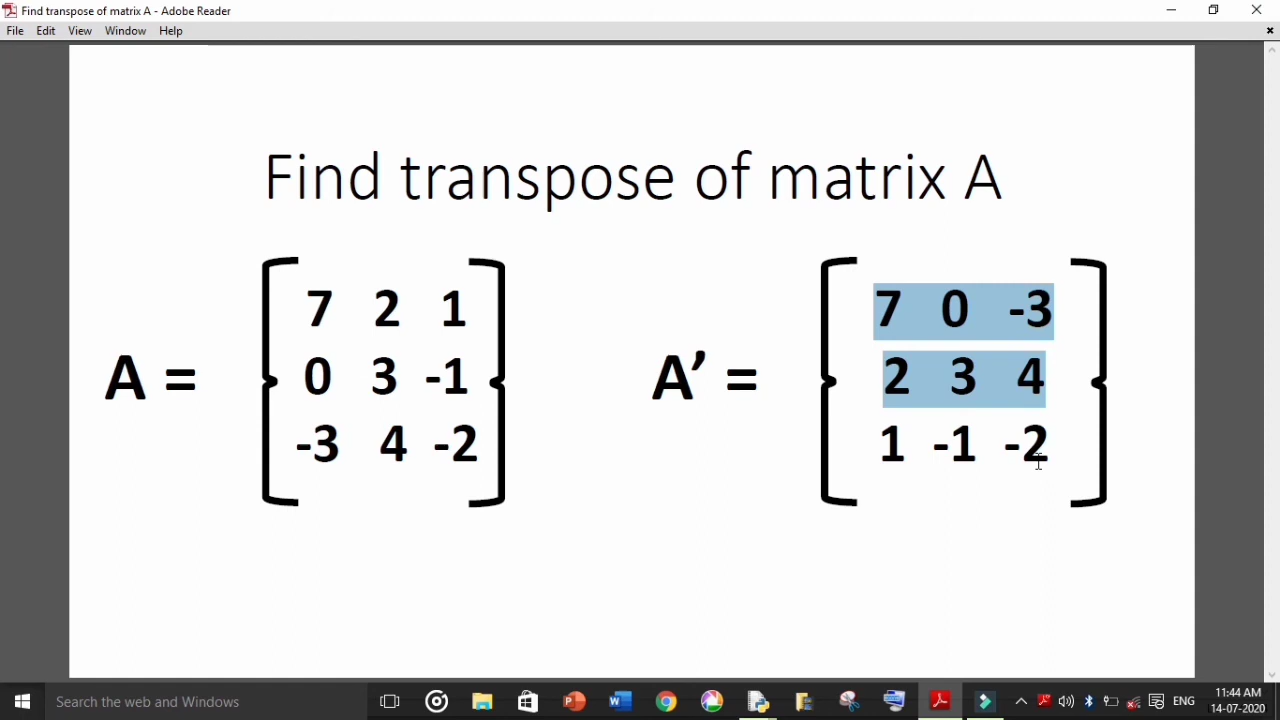 Find transpose of matrix A - Adobe Reader
File Edit View Window Help
Find transpose of matrix A
A =
7 2 1
0 3 -1
-3 4 -2
A’ =
7 0 -3
2 3 4
1 -1 -2
Search the web and Windows
ENG
11:44 AM
14-07-2020